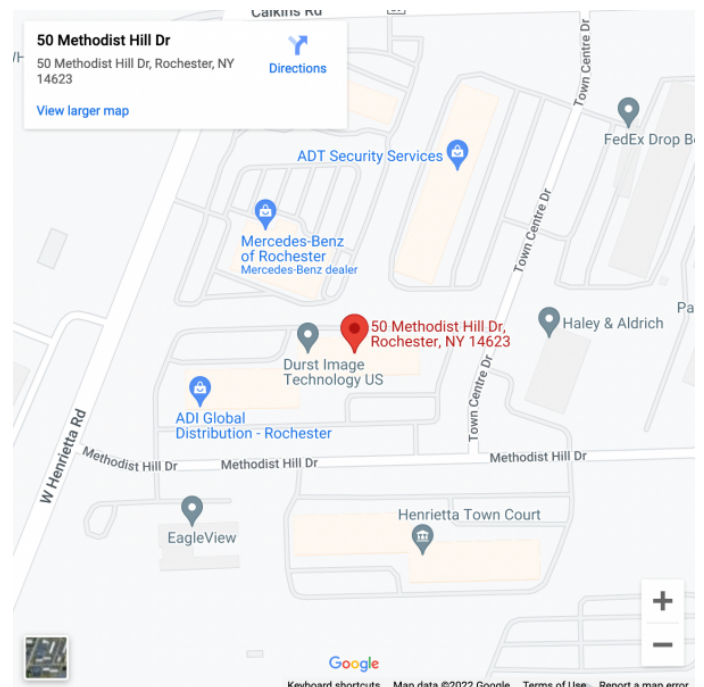 Calkins Rd
50 Methodist Hill Dr
50 Methodist Hill Dr, Rochester, NY
14623
Directions
View larger map
Town Centre Dr
FedEx Drop B
ADT Security Services
Mercedes-Benz
of Rochester
Mercedes-Benz dealer
Town Centre Dr
Pa
50 Methodist Hill Dr,
Rochester, NY 14623
Haley & Aldrich
Durst Image
Technology US
ADI Global
Distribution - Rochester
Town Centre Dr
W Henrietta Rd
Methodist Hill Dr
Methodist Hill Dr
Methodist Hill Dr
EagleView
Henrietta Town Court
+
−
Google
Keyboard shortcuts
Map data ©2022 Google
Terms of Use
Report a map error